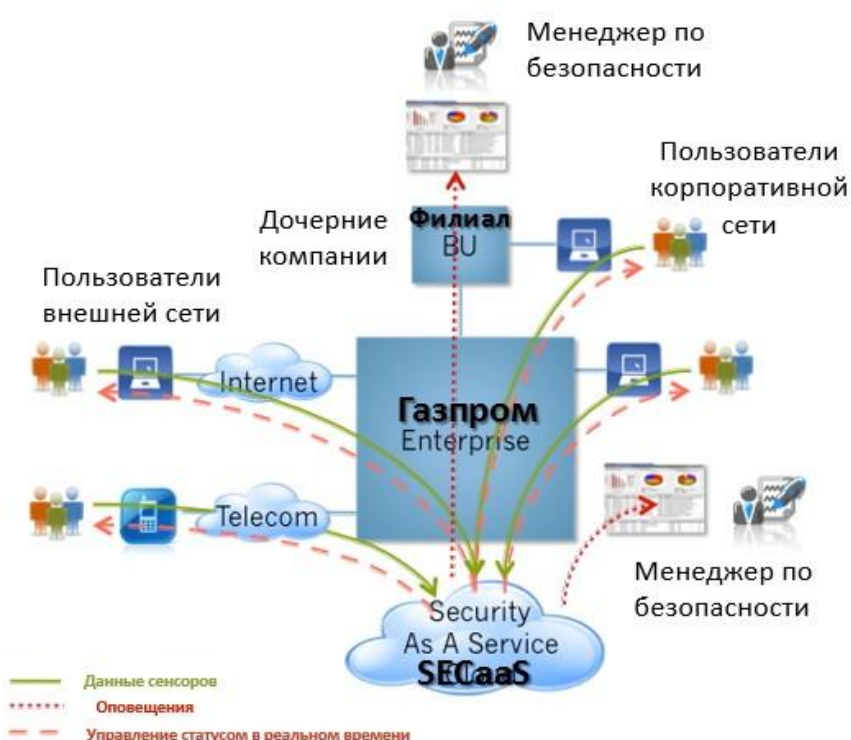 Менеджер по
безопасности
Пользователи
корпоративной
сети
Дочерние
компании
Филиал
BU
Пользователи
внешней сети
Internet
Газпром
Enterprise
Telecom
Менеджер по
безопасности
Security
As A Service
SECaaS
Данные сенсоров
Оповещения
Управление статусом в реальном времени